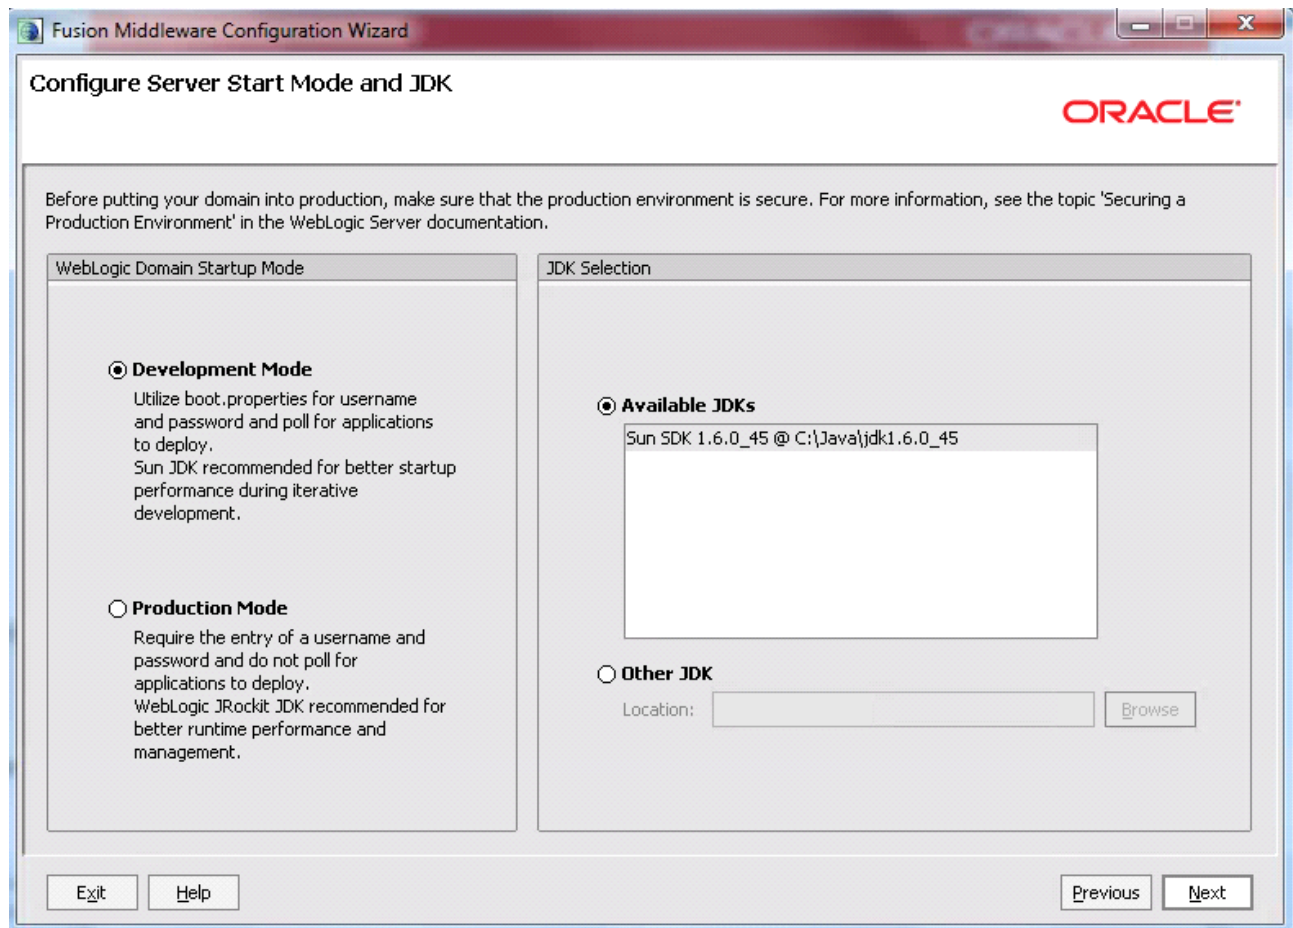 Fusion Middleware Configuration Wizard
Configure Server Start Mode and JDK
ORACLE
Before putting your domain into production, make sure that the production environment is secure. For more information, see the topic 'Securing a
Production Environment' in the WebLogic Server documentation.
WebLogic Domain Startup Mode
Development Mode
Utilize boot.properties for username
and password and poll for applications
to deploy.
Sun JDK recommended for better startup
performance during iterative
development.
Production Mode
Require the entry of a username and
password and do not poll for
applications to deploy.
WebLogic JRockit JDK recommended for
better runtime performance and
management.
JDK Selection
Available JDKs
Sun SDK 1.6.0_45 @ C:\Java\jdk1.6.0_45
Other JDK
Location:
Browse
Exit
Help
Previous
Next